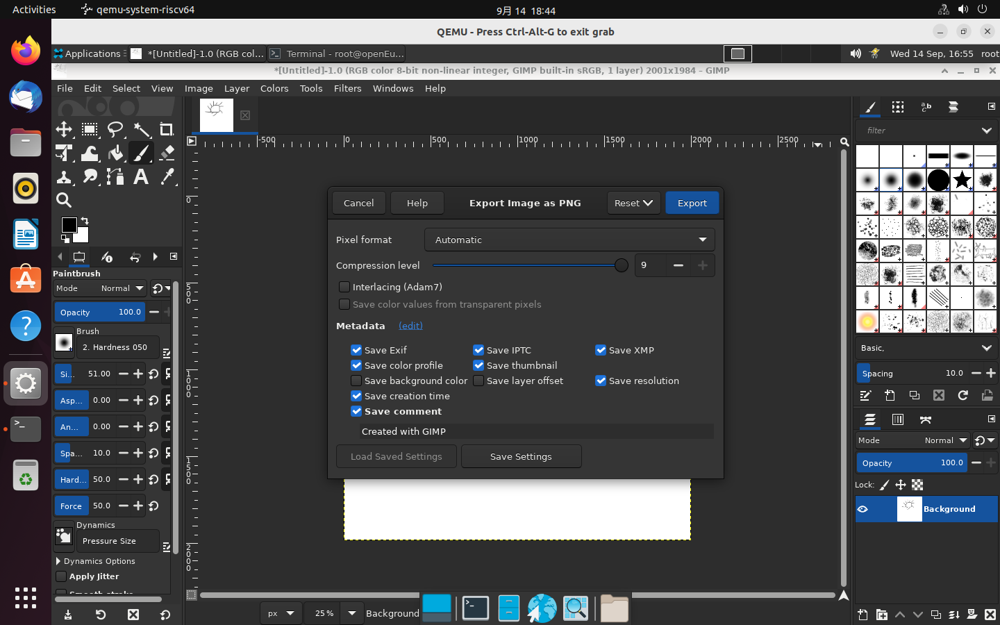 Activities
qemu-system-riscv64
9月 14 18:44
QEMU - Press Ctrl-Alt-G to exit grab
Applications
*[Untitled]-1.0 (RGB col...
Terminal - root@openEu...
Wed 14 Sep, 16:55
root
*[Untitled]-1.0 (RGB color 8-bit non-linear integer, GIMP built-in sRGB, 1 layer) 2001x1984 – GIMP
File Edit Select View Image Layer Colors Tools Filters Windows Help
-500 0 500 1000 1500 2000 2500
0
500
1000
1500
2000
Paintbrush
Mode Normal
Opacity 100.0
Brush
2. Hardness 050
Si... 51.00
Asp... 0.00
An... 0.00
Spa... 10.0
Hard... 50.0
Force 50.0
Dynamics
Pressure Size
Dynamics Options
Apply Jitter
Smooth stroke
Cancel
Help
Export Image as PNG
Reset
Export
Pixel format Automatic
Compression level 9
Interlacing (Adam7)
Save color values from transparent pixels
Metadata (edit)
Save Exif Save IPTC Save XMP
Save color profile Save thumbnail
Save background color Save layer offset Save resolution
Save creation time
Save comment
Created with GIMP
Load Saved Settings Save Settings
px 25 % Background
filter
Basic,
Spacing 10.0
Mode Normal
Opacity 100.0
Lock:
Background